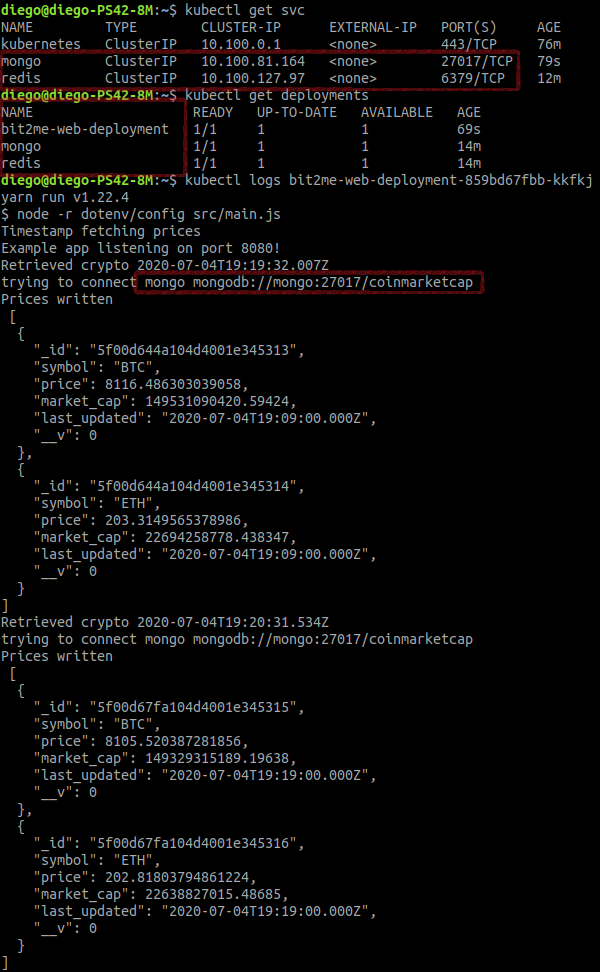 diego@diego-PS42-8M:~$ kubectl get svc
NAME         TYPE        CLUSTER-IP      EXTERNAL-IP   PORT(S)     AGE
kubernetes   ClusterIP   10.100.0.1      <none>        443/TCP     76m
mongo        ClusterIP   10.100.81.164   <none>        27017/TCP   79s
redis        ClusterIP   10.100.127.97   <none>        6379/TCP    12m
diego@diego-PS42-8M:~$ kubectl get deployments
NAME                    READY   UP-TO-DATE   AVAILABLE   AGE
bit2me-web-deployment   1/1     1            1           69s
mongo                   1/1     1            1           14m
redis                   1/1     1            1           14m
diego@diego-PS42-8M:~$ kubectl logs bit2me-web-deployment-859bd67fbb-kkfkj
yarn run v1.22.4
$ node -r dotenv/config src/main.js
Timestamp fetching prices
Example app listening on port 8080!
Retrieved crypto 2020-07-04T19:19:32.007Z
trying to connect mongo mongodb://mongo:27017/coinmarketcap
Prices written
 [
  {
    "_id": "5f00d644a104d4001e345313",
    "symbol": "BTC",
    "price": 8116.486303039058,
    "market_cap": 149531090420.59424,
    "last_updated": "2020-07-04T19:09:00.000Z",
    "__v": 0
  },
  {
    "_id": "5f00d644a104d4001e345314",
    "symbol": "ETH",
    "price": 203.3149565378986,
    "market_cap": 22694258778.438347,
    "last_updated": "2020-07-04T19:09:00.000Z",
    "__v": 0
  }
]
Retrieved crypto 2020-07-04T19:20:31.534Z
trying to connect mongo mongodb://mongo:27017/coinmarketcap
Prices written
 [
  {
    "_id": "5f00d67fa104d4001e345315",
    "symbol": "BTC",
    "price": 8105.520387281856,
    "market_cap": 149329315189.19638,
    "last_updated": "2020-07-04T19:19:00.000Z",
    "__v": 0
  },
  {
    "_id": "5f00d67fa104d4001e345316",
    "symbol": "ETH",
    "price": 202.81803794861224,
    "market_cap": 22638827015.48685,
    "last_updated": "2020-07-04T19:19:00.000Z",
    "__v": 0
  }
]